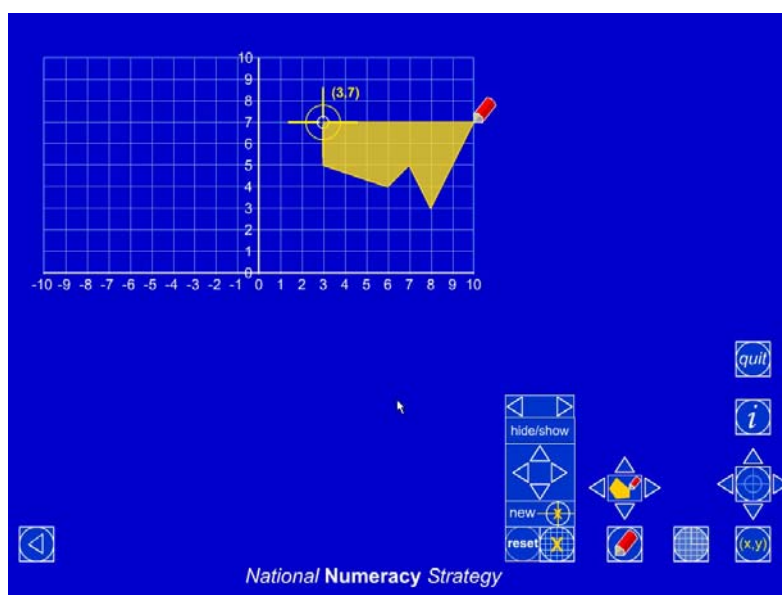 10
9
(3,7)
8
7
6
5
4
3
2
1
0
-10 -9 -8 -7 -6 -5 -4 -3 -2 -1 0 1 2 3 4 5 6 7 8 9 10
quit
i
hide/show
new
reset
(x,y)
National Numeracy Strategy